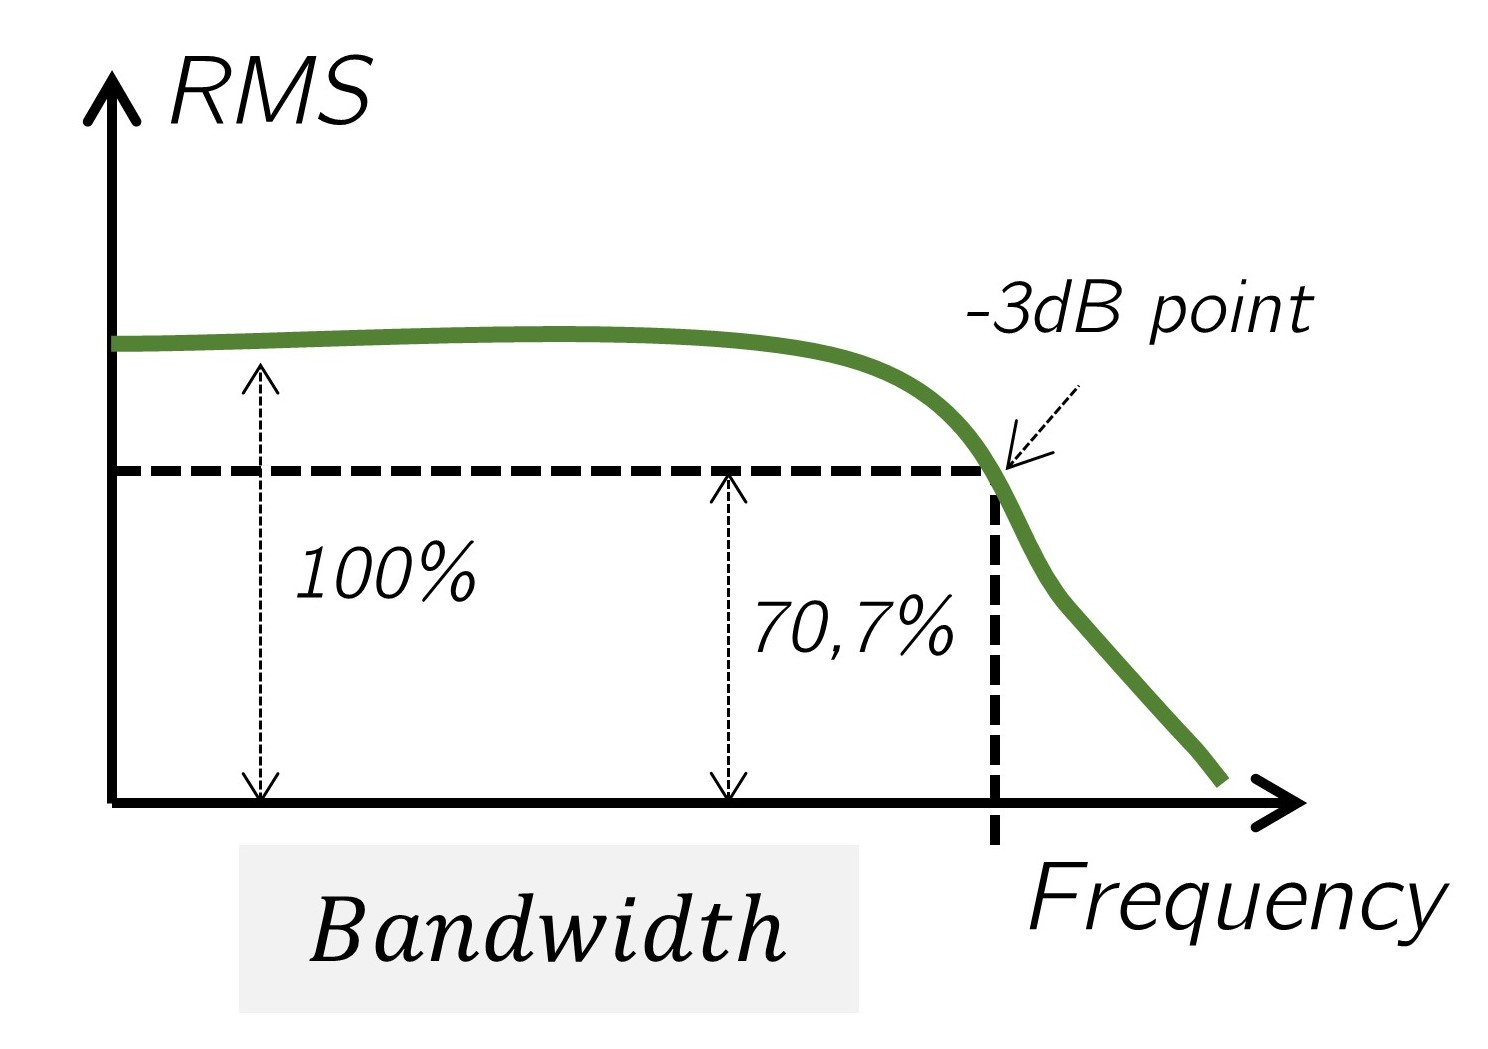 RMS
-3dB point
100%
70,7%
Frequency
Bandwidth